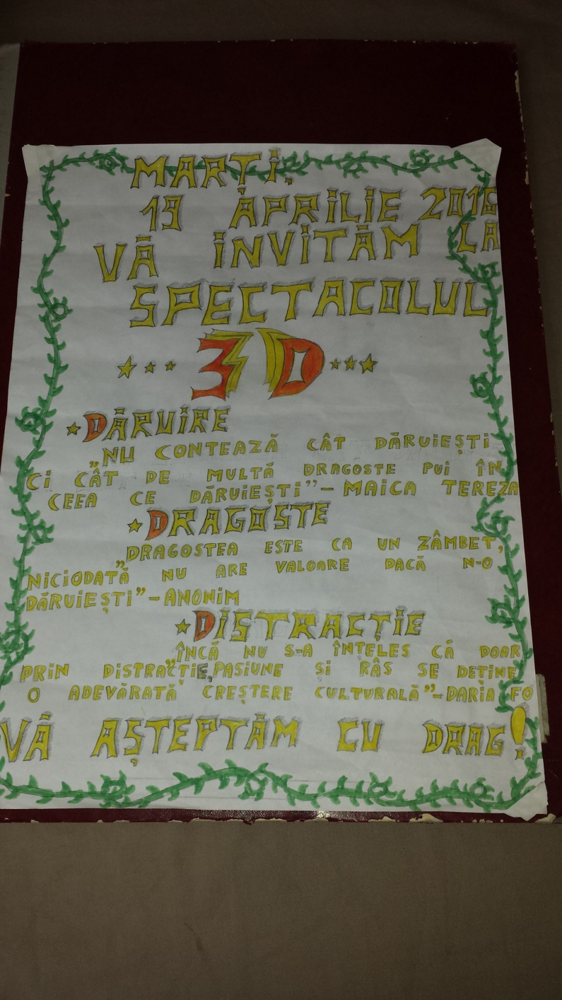 MARȚI,
19 APRILIE 2016
VĂ INVITĂM LA
SPECTACOLUL
3D
DĂRUIRE
„NU CONTEAZĂ CÂT DĂRUIEȘTI
CI CÂT DE MULTĂ DRAGOSTE PUI ÎN
CEEA CE DĂRUIEȘTI” – MAICA TEREZA
DRAGOSTE
„DRAGOSTEA ESTE CA UN ZÂMBET,
NICIODATĂ NU ARE VALOARE DACĂ N-O
DĂRUIEȘTI” – ANONIM
DISTRACȚIE
„ÎNCĂ NU S-A ÎNȚELES CĂ DOAR
PRIN DISTRACȚIE, PASIUNE ȘI RÂS SE DEȚINE
O ADEVĂRATĂ CREȘTERE CULTURALĂ” – DARIA FO
VĂ AȘTEPTĂM CU DRAG!